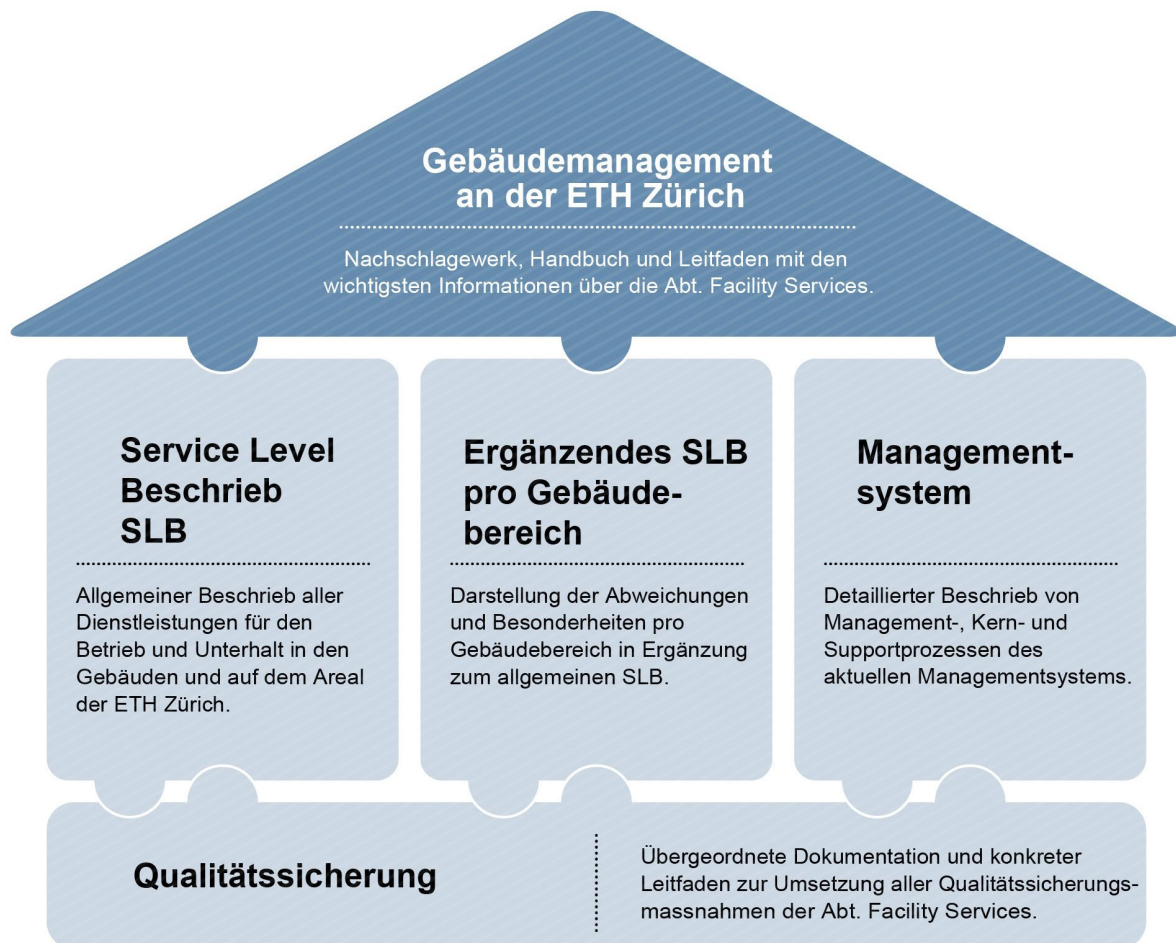 Gebäudemanagement
an der ETH Zürich
Nachschlagewerk, Handbuch und Leitfaden mit den
wichtigsten Informationen über die Abt. Facility Services.
Service Level
Beschrieb
SLB
Allgemeiner Beschrieb aller
Dienstleistungen für den
Betrieb und Unterhalt in den
Gebäuden und auf dem Areal
der ETH Zürich.
Ergänzendes SLB
pro Gebäude-
bereich
Darstellung der Abweichungen
und Besonderheiten pro
Gebäudebereich in Ergänzung
zum allgemeinen SLB.
Management-
system
Detaillierter Beschrieb von
Management-, Kern- und
Supportprozessen des
aktuellen Managementsystems.
Qualitätssicherung
Übergeordnete Dokumentation und konkreter
Leitfaden zur Umsetzung aller Qualitätssicherungs-
massnahmen der Abt. Facility Services.